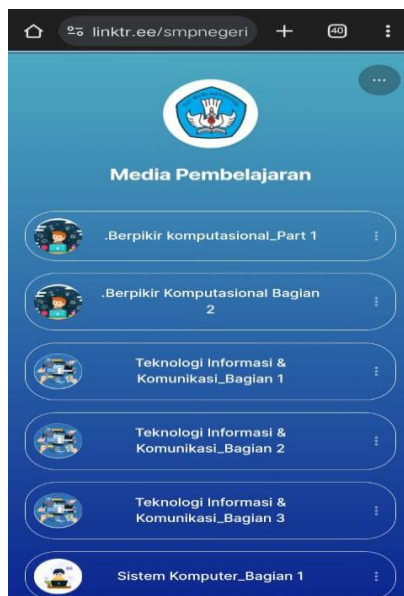 linktr.ee/smpnegeri
40
Media Pembelajaran
.Berpikir komputasional_Part 1
.Berpikir Komputasional Bagian
2
Teknologi Informasi &
Komunikasi_Bagian 1
Teknologi Informasi &
Komunikasi_Bagian 2
Teknologi Informasi &
Komunikasi_Bagian 3
Sistem Komputer_Bagian 1